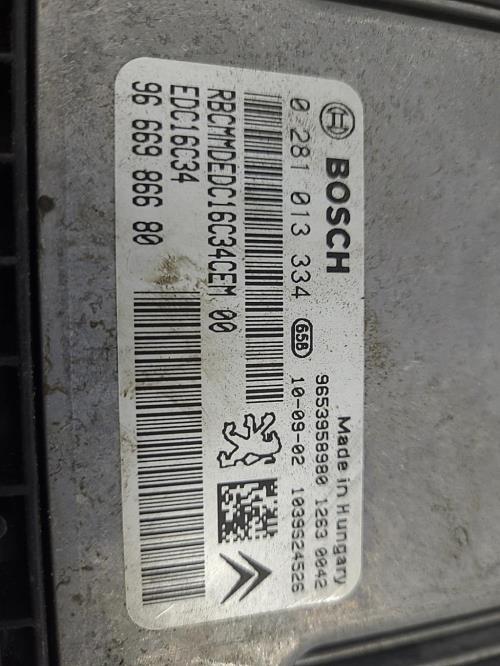 BOSCH
Made in Hungary
9653958980 1263 0042
0 281 013 334 65B 10-09-02 1039S24526
RBCMMDEDC16C34CEM 00
EDC16C34
96 669 866 80